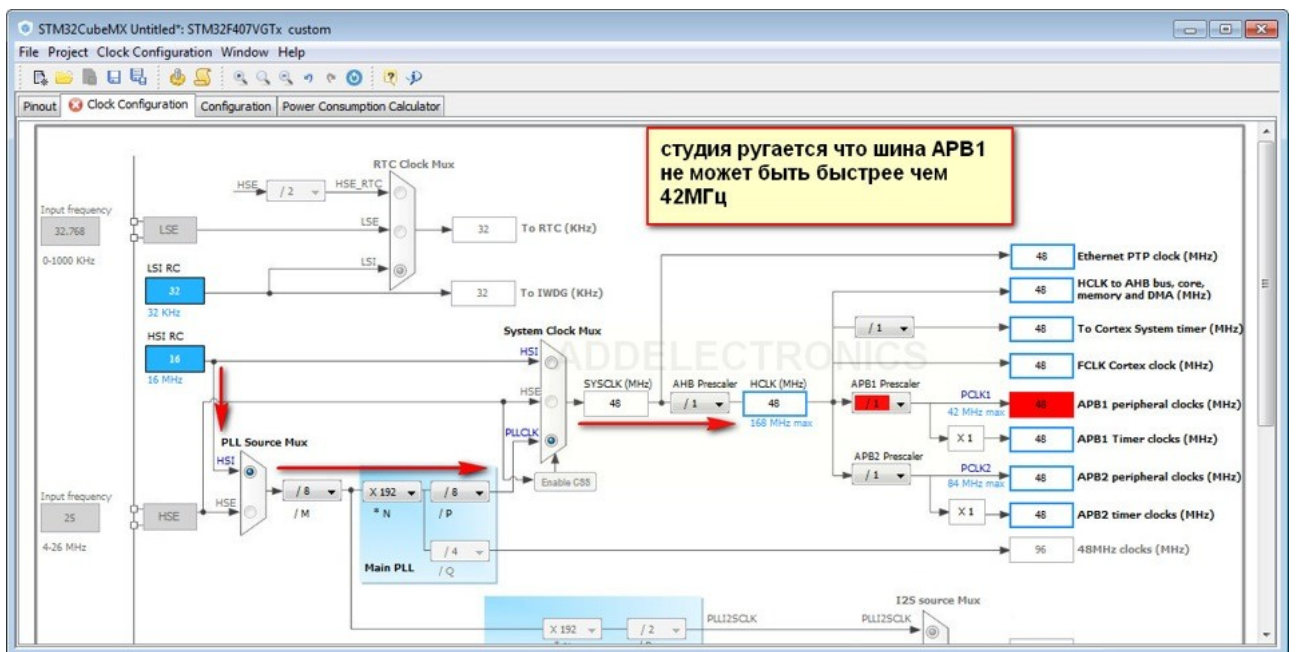 STM32CubeMX Untitled*: STM32F407VGTx custom
File Project Clock Configuration Window Help
Pinout Clock Configuration Configuration Power Consumption Calculator
студия ругается что шина APB1
не может быть быстрее чем
42МГц
RTC Clock Mux
HSE / 2 HSE_RTC
Input frequency
32.768
0-1000 KHz
LSE
LSE
32 To RTC (KHz)
LSI RC
32
32 KHz
LSI
32 To IWDG (KHz)
HSI RC
16
16 MHz
System Clock Mux
HSI
HSE
PLLCLK
ADDELECTRONICS
SYSCLK (MHz) AHB Prescaler HCLK (MHz)
48 / 1 48
168 MHz max
Enable CSS
48 Ethernet PTP clock (MHz)
48 HCLK to AHB bus, core,
memory and DMA (MHz)
/ 1 48 To Cortex System timer (MHz)
48 FCLK Cortex clock (MHz)
APB1 Prescaler
/ 1
PCLK1
42 MHz max
48 APB1 peripheral clocks (MHz)
X 1 48 APB1 Timer clocks (MHz)
APB2 Prescaler
/ 1
PCLK2
84 MHz max
48 APB2 peripheral clocks (MHz)
X 1 48 APB2 timer clocks (MHz)
96 48MHz clocks (MHz)
PLL Source Mux
HSI
HSE
Input frequency
25
4-26 MHz
HSE
/ 8
/ M
X 192 / 8
* N / P
/ 4
/ Q
Main PLL
X 192 / 2
PLLI2SCLK
I2S source Mux
PLLI2SCLK